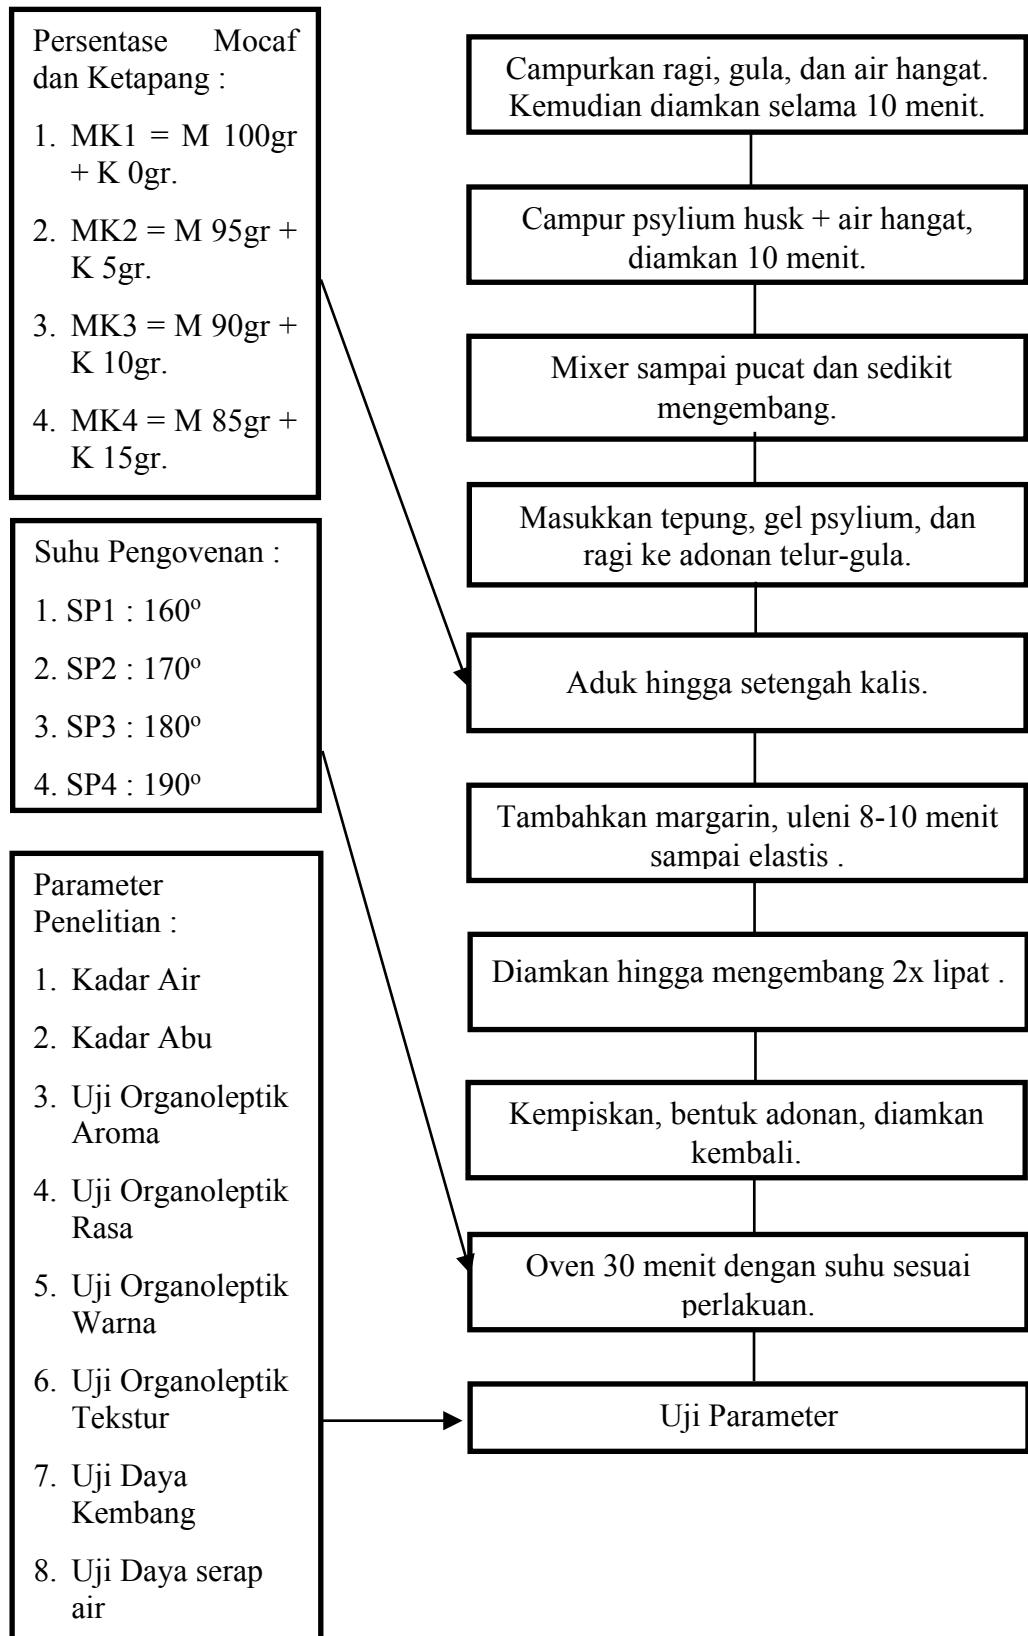 Persentase Mocaf
dan Ketapang :
1. MK1 = M 100gr
+ K 0gr.
2. MK2 = M 95gr +
K 5gr.
3. MK3 = M 90gr +
K 10gr.
4. MK4 = M 85gr +
K 15gr.
Suhu Pengovenan :
1. SP1 : 160º
2. SP2 : 170º
3. SP3 : 180º
4. SP4 : 190º
Parameter
Penelitian :
1. Kadar Air
2. Kadar Abu
3. Uji Organoleptik
Aroma
4. Uji Organoleptik
Rasa
5. Uji Organoleptik
Warna
6. Uji Organoleptik
Tekstur
7. Uji Daya
Kembang
8. Uji Daya serap
air
Campurkan ragi, gula, dan air hangat.
Kemudian diamkan selama 10 menit.
Campur psylium husk + air hangat,
diamkan 10 menit.
Mixer sampai pucat dan sedikit
mengembang.
Masukkan tepung, gel psylium, dan
ragi ke adonan telur-gula.
Aduk hingga setengah kalis.
Tambahkan margarin, uleni 8-10 menit
sampai elastis .
Diamkan hingga mengembang 2x lipat .
Kempiskan, bentuk adonan, diamkan
kembali.
Oven 30 menit dengan suhu sesuai
perlakuan.
Uji Parameter